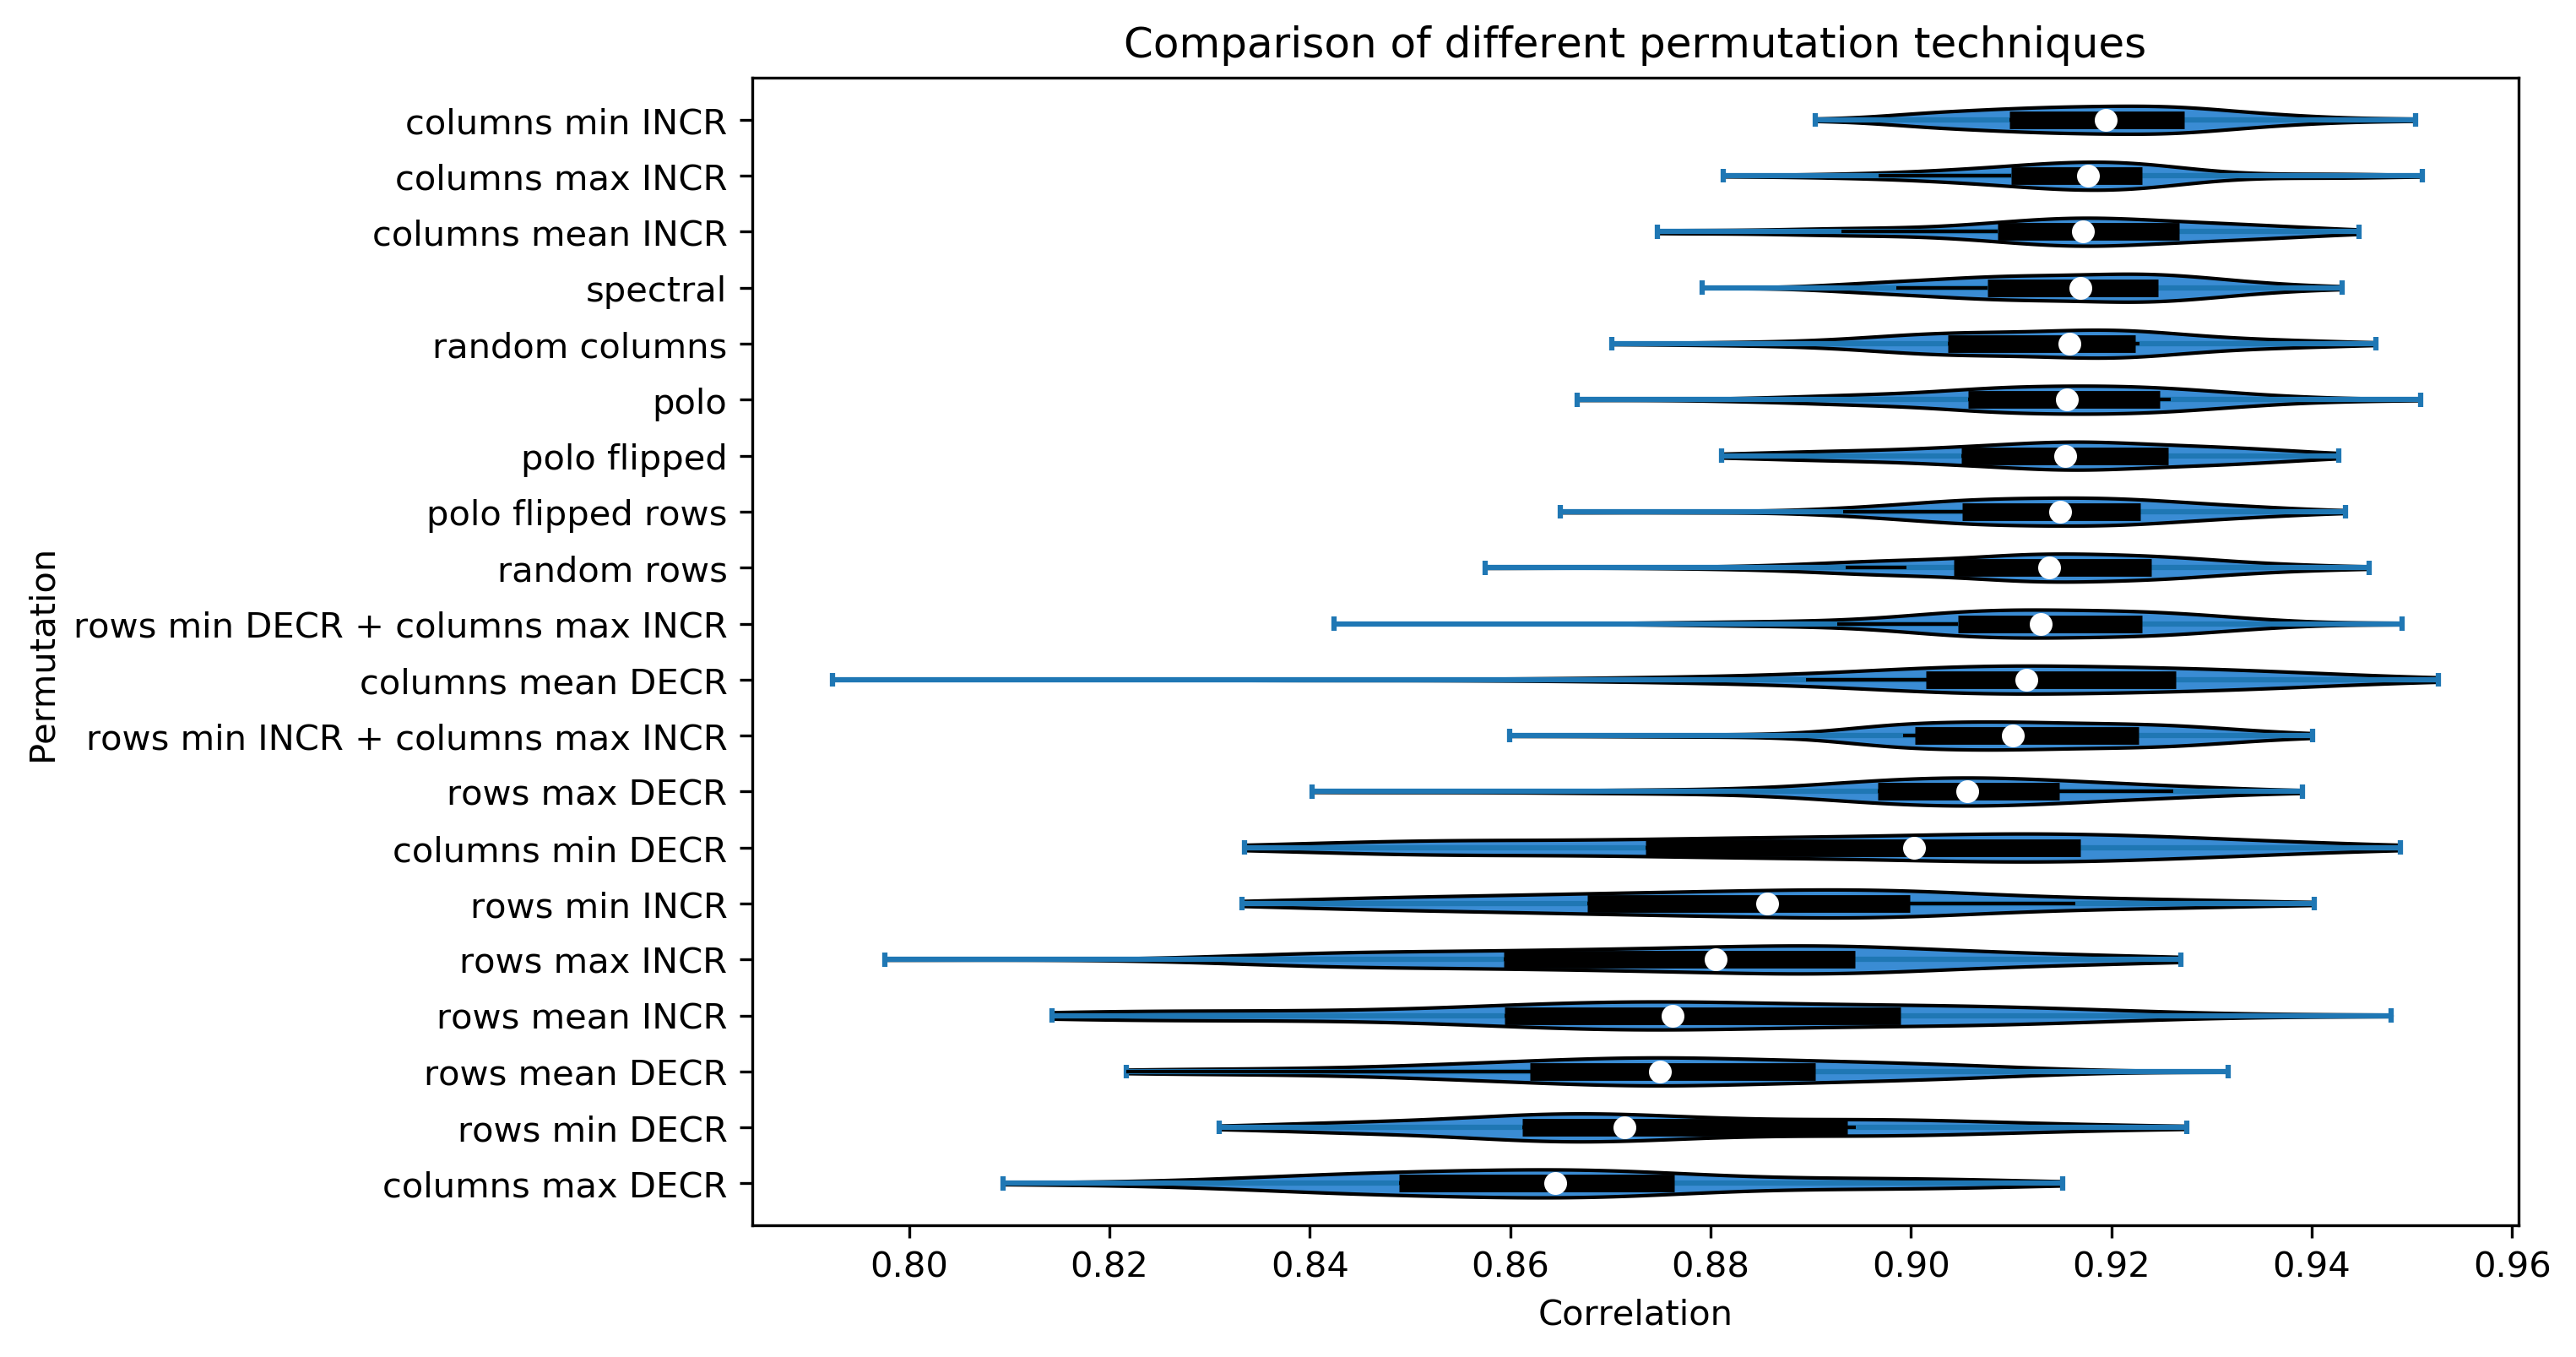 Comparison of different permutation techniques
Permutation
columns min INCR
columns max INCR
columns mean INCR
spectral
random columns
polo
polo flipped
polo flipped rows
random rows
rows min DECR + columns max INCR
columns mean DECR
rows min INCR + columns max INCR
rows max DECR
columns min DECR
rows min INCR
rows max INCR
rows mean INCR
rows mean DECR
rows min DECR
columns max DECR
0.80 0.82 0.84 0.86 0.88 0.90 0.92 0.94 0.96
Correlation